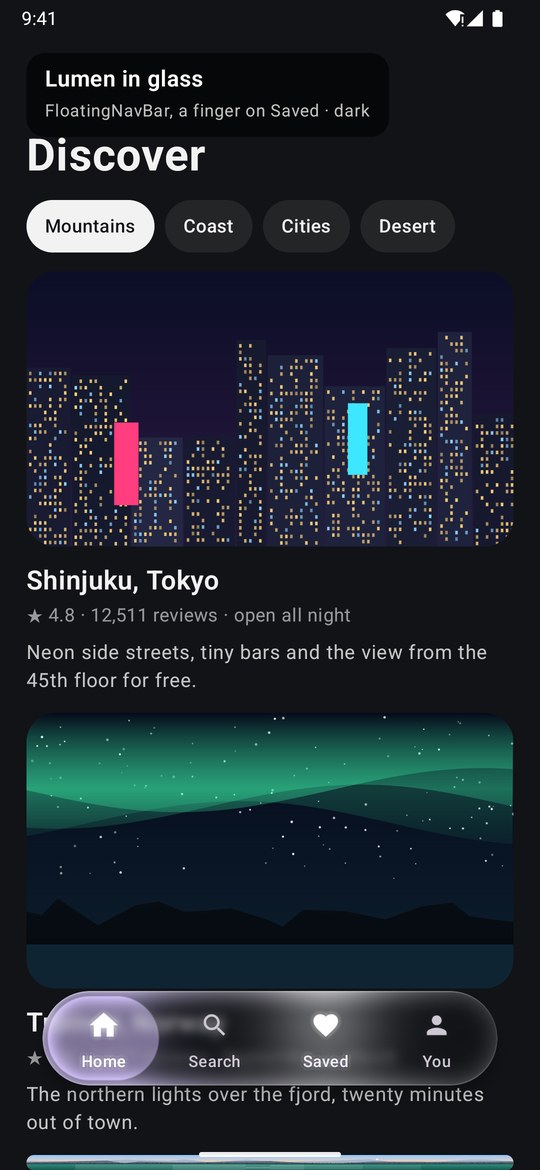 9:41
Lumen in glass
FloatingNavBar, a finger on Saved · dark
Discover
Mountains
Coast
Cities
Desert
Shinjuku, Tokyo
★ 4.8 · 12,511 reviews · open all night
Neon side streets, tiny bars and the view from the
45th floor for free.
★
The northern lights over the fjord, twenty minutes
out of town.
Home
Search
Saved
You